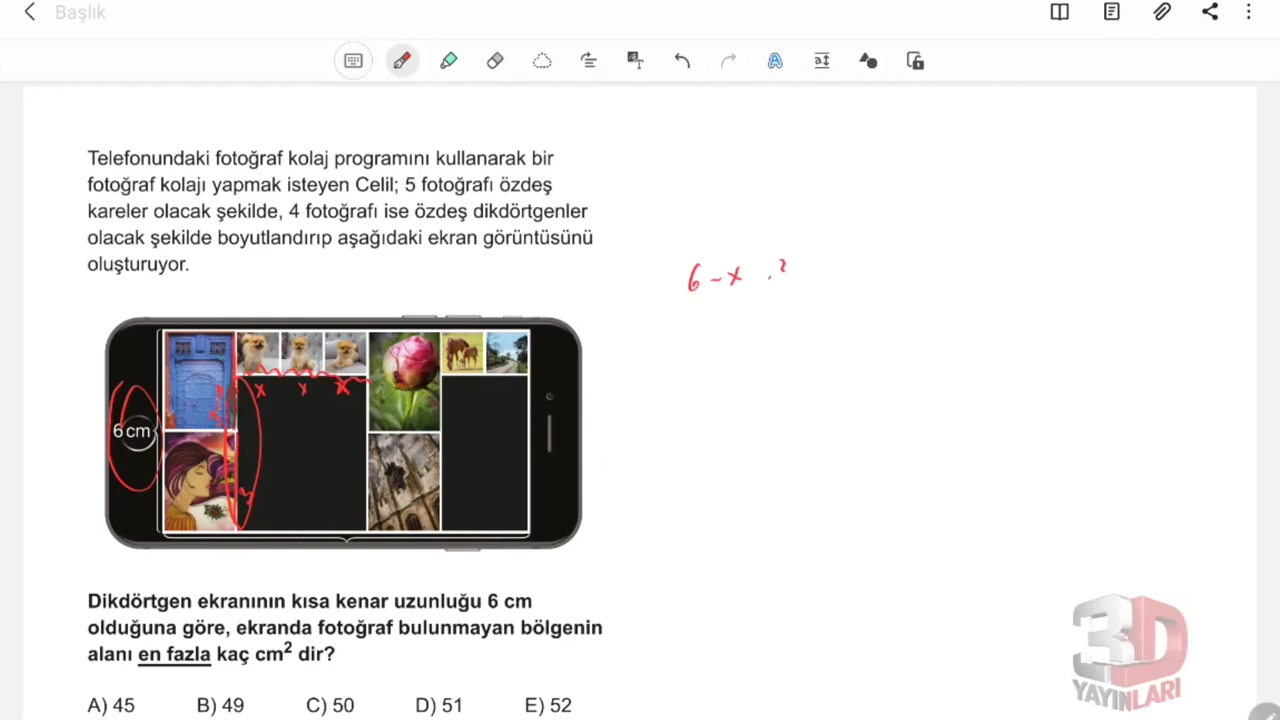 Başlık
Telefonundaki fotoğraf kolaj programını kullanarak bir
fotoğraf kolajı yapmak isteyen Celil; 5 fotoğrafı özdeş
kareler olacak şekilde, 4 fotoğrafı ise özdeş dikdörtgenler
olacak şekilde boyutlandırıp aşağıdaki ekran görüntüsünü
oluşturuyor.
6 - x . 3
x x x
6 cm
Dikdörtgen ekranının kısa kenar uzunluğu 6 cm
olduğuna göre, ekranda fotoğraf bulunmayan bölgenin
alanı en fazla kaç cm² dir?
A) 45 B) 49 C) 50 D) 51 E) 52
3D
YAYINLARI